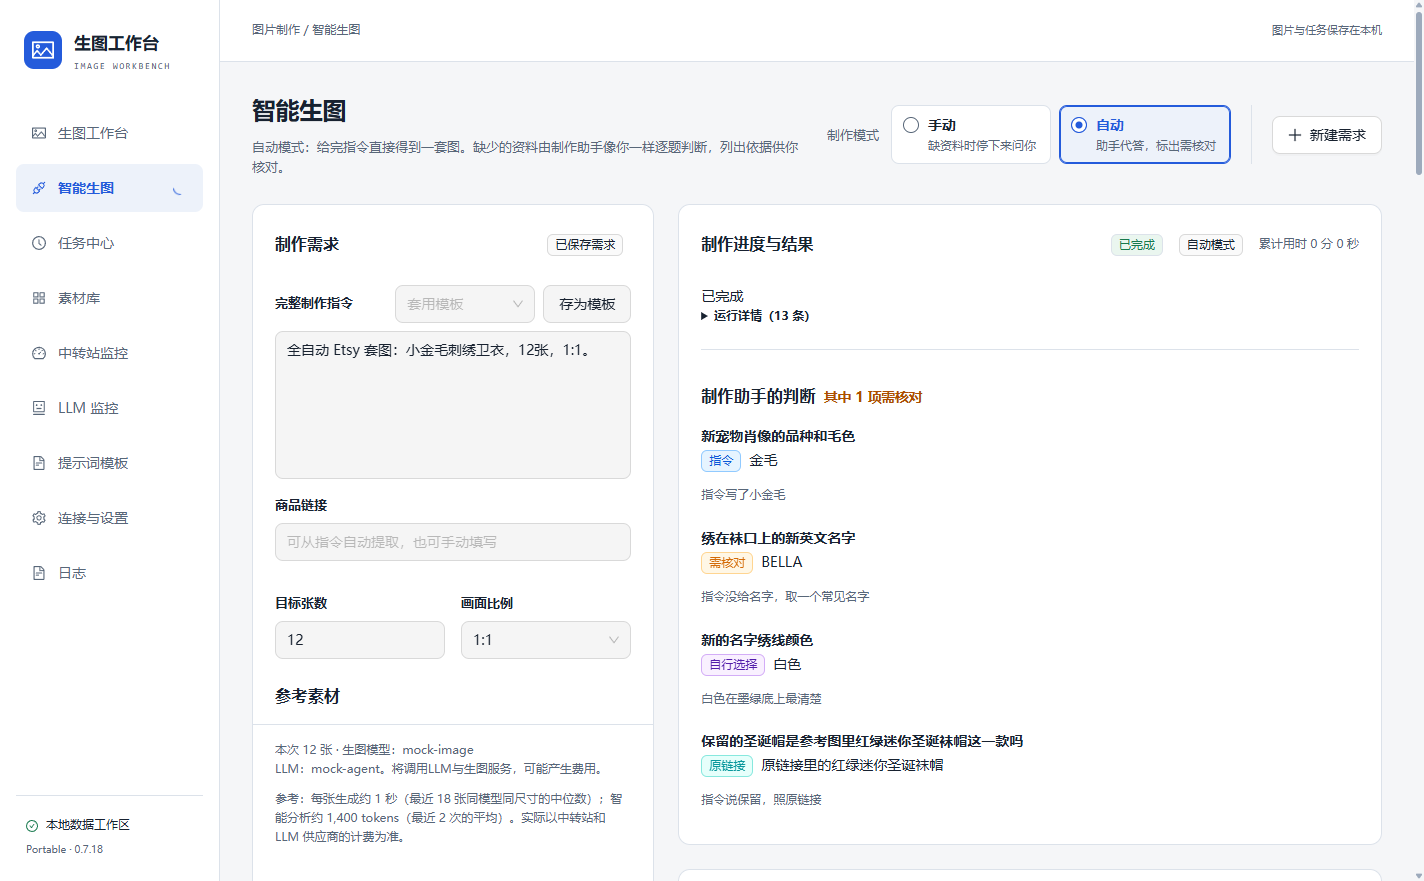 生图工作台
IMAGE WORKBENCH
生图工作台
智能生图
任务中心
素材库
中转站监控
LLM 监控
提示词模板
连接与设置
日志
本地数据工作区
Portable · 0.7.18
图片制作 / 智能生图
图片与任务保存在本机
智能生图
自动模式：给完指令直接得到一套图。缺少的资料由制作助手像你一样逐题判断，列出依据供你
核对。
制作模式
手动
缺资料时停下来问你
自动
助手代答，标出需核对
新建需求
制作需求
已保存需求
完整制作指令
套用模板
存为模板
全自动 Etsy 套图：小金毛刺绣卫衣，12张，1:1。
商品链接
可从指令自动提取，也可手动填写
目标张数
画面比例
12
1:1
参考素材
本次 12 张 · 生图模型：mock-image
LLM：mock-agent。将调用LLM与生图服务，可能产生费用。
参考：每张生成约 1 秒（最近 18 张同模型同尺寸的中位数）；智
能分析约 1,400 tokens（最近 2 次的平均）。实际以中转站和
LLM 供应商的计费为准。
制作进度与结果
已完成
自动模式
累计用时 0 分 0 秒
已完成
运行详情（13 条）
制作助手的判断 其中 1 项需核对
新宠物肖像的品种和毛色
指令 金毛
指令写了小金毛
绣在袜口上的新英文名字
需核对 BELLA
指令没给名字，取一个常见名字
新的名字绣线颜色
自行选择 白色
白色在墨绿底上最清楚
保留的圣诞帽是参考图里红绿迷你圣诞袜帽这一款吗
原链接 原链接里的红绿迷你圣诞袜帽
指令说保留，照原链接